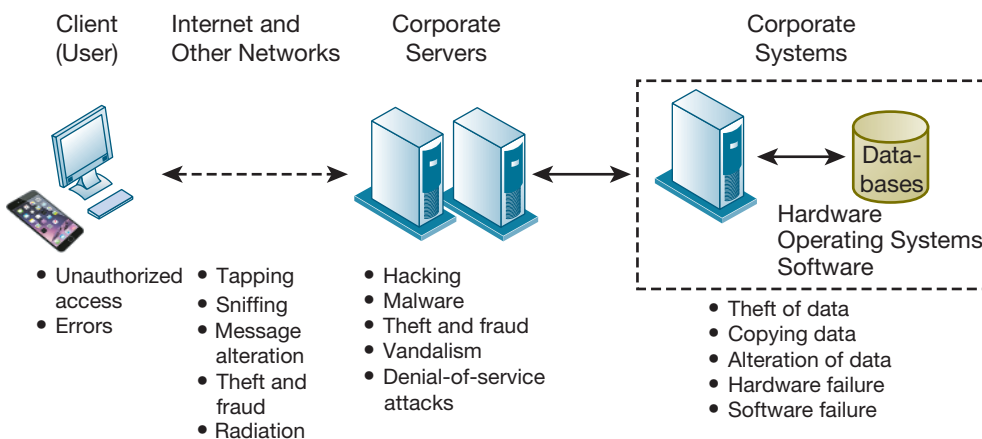 Client
(User)
Internet and
Other Networks
Corporate
Servers
Corporate
Systems
Data-
bases
Hardware
Operating Systems
Software
• Unauthorized
access
• Errors
• Tapping
• Sniffing
• Message
alteration
• Theft and
fraud
• Radiation
• Hacking
• Malware
• Theft and fraud
• Vandalism
• Denial-of-service
attacks
• Theft of data
• Copying data
• Alteration of data
• Hardware failure
• Software failure